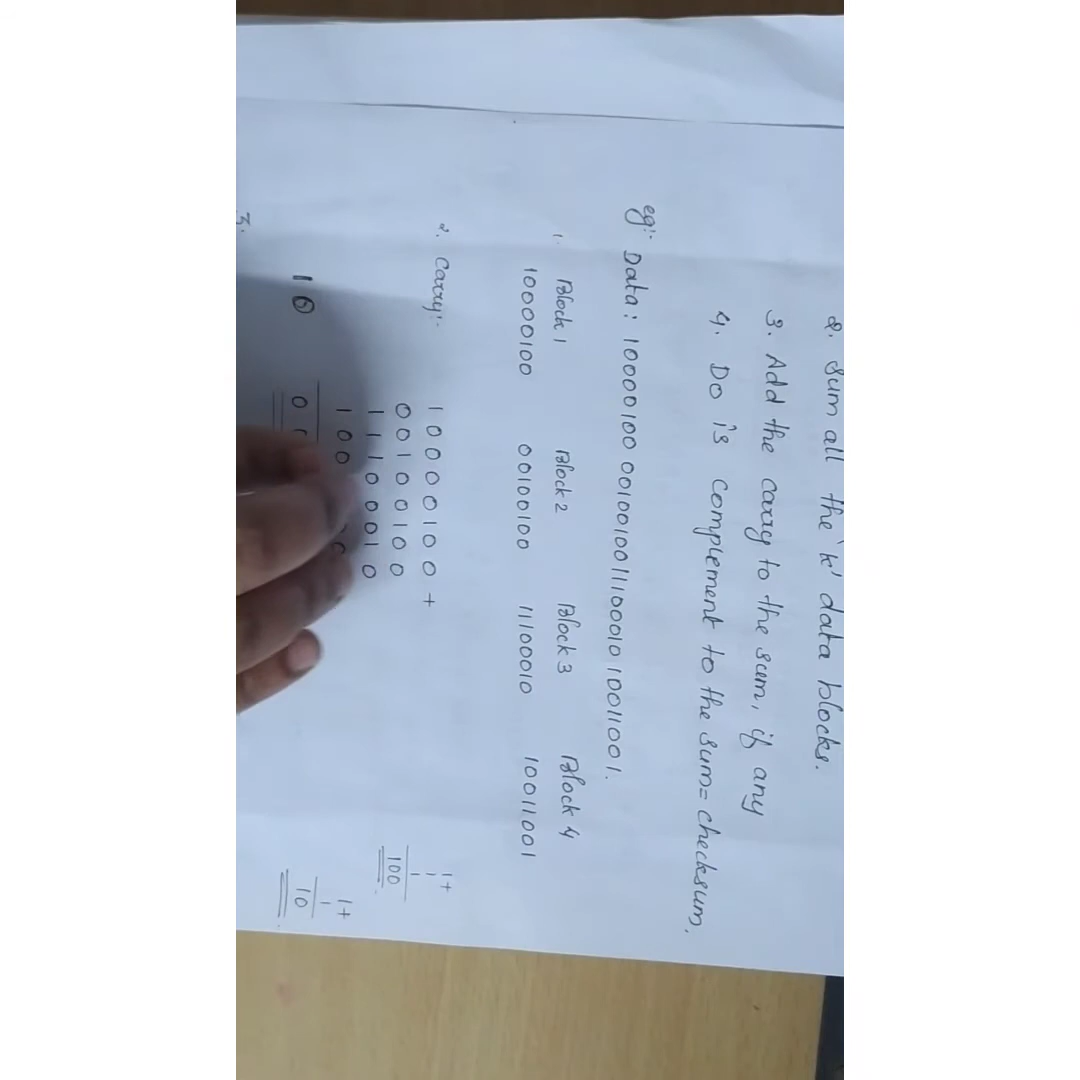 2. Sum all the 'k' data blocks.
3. Add the carry to the sum, if any
4. Do 1s complement to the sum = checksum.
eg:- Data: 10000100 00100100 11100010 10011001.
1. Block 1 Block 2 Block 3 Block 4
10000100 00100100 11100010 10011001
2. Carry:-
1 0 0 0 0 1 0 0 +
0 0 1 0 0 1 0 0
1 1 1 0 0 0 1 0
1 0 0
1 0 0
3.
1+
1
1
100
1+
1
10